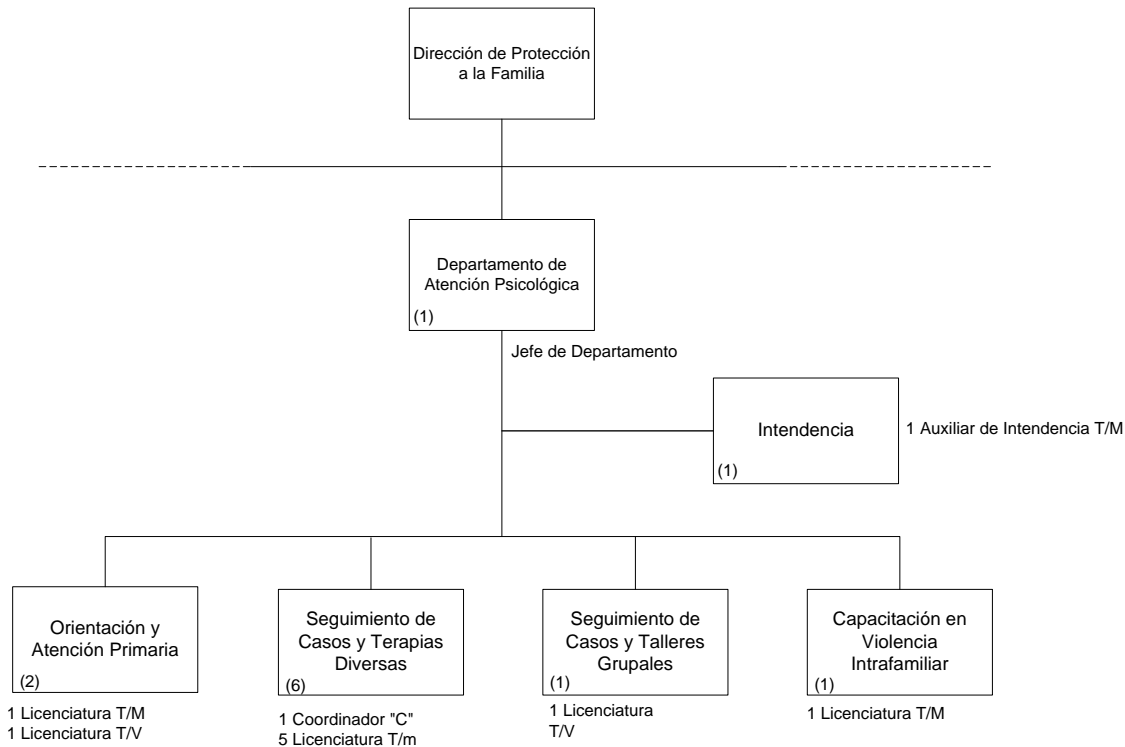 Dirección de Protección
a la Familia
Departamento de
Atención Psicológica
(1)
Jefe de Departamento
Intendencia
(1)
1 Auxiliar de Intendencia T/M
Orientación y
Atención Primaria
(2)
1 Licenciatura T/M
1 Licenciatura T/V
Seguimiento de
Casos y Terapias
Diversas
(6)
1 Coordinador "C"
5 Licenciatura T/m
Seguimiento de
Casos y Talleres
Grupales
(1)
1 Licenciatura
T/V
Capacitación en
Violencia
Intrafamiliar
(1)
1 Licenciatura T/M